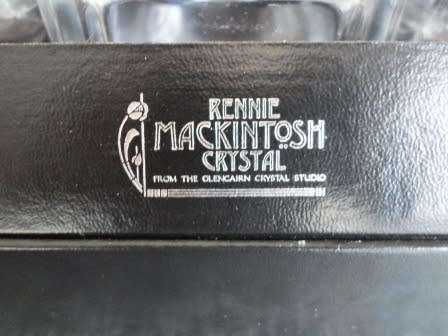 RENNIE
MACKINTOSH
CRYSTAL
FROM THE GLENCAIRN CRYSTAL STUDIO